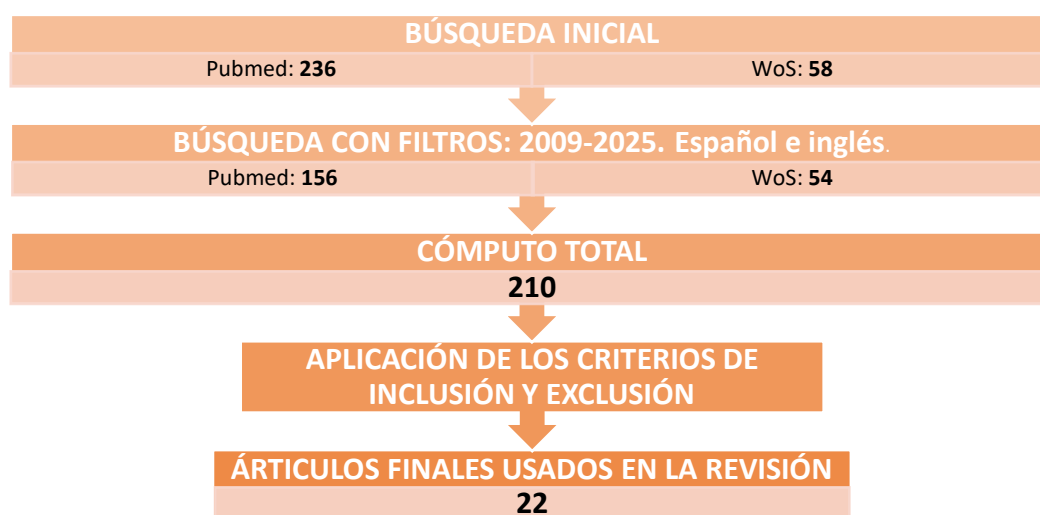 BÚSQUEDA INICIAL
Pubmed: 236
WoS: 58
BÚSQUEDA CON FILTROS: 2009-2025. Español e inglés.
Pubmed: 156
WoS: 54
CÓMPUTO TOTAL
210
APLICACIÓN DE LOS CRITERIOS DE
INCLUSIÓN Y EXCLUSIÓN
ÁRTICULOS FINALES USADOS EN LA REVISIÓN
22